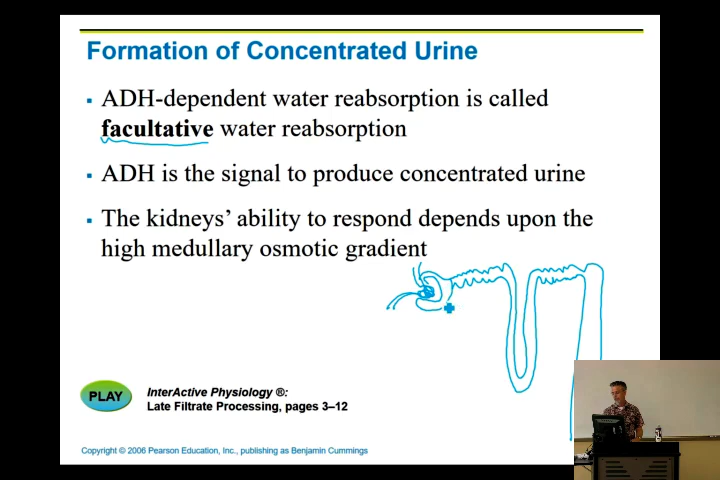 Formation of Concentrated Urine
▪ ADH-dependent water reabsorption is called
facultative water reabsorption
▪ ADH is the signal to produce concentrated urine
▪ The kidneys' ability to respond depends upon the
high medullary osmotic gradient
PLAY
InterActive Physiology ®:
Late Filtrate Processing, pages 3–12
Copyright © 2006 Pearson Education, Inc., publishing as Benjamin Cummings